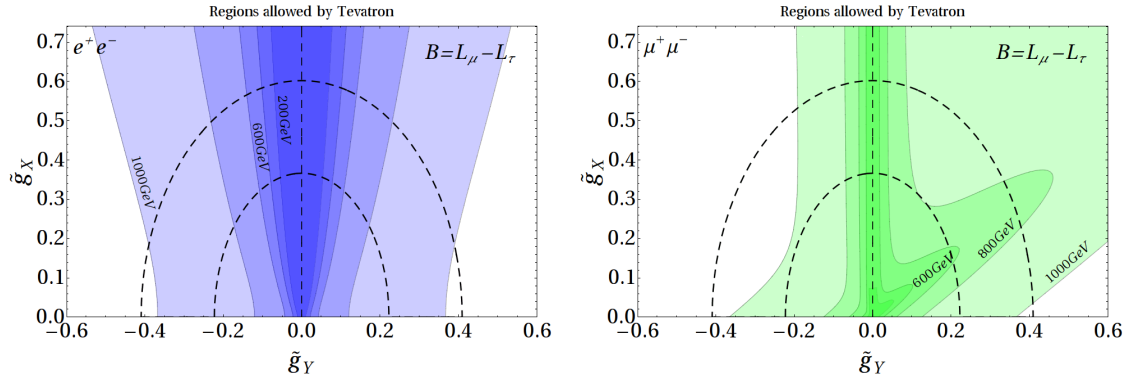 Regions allowed by Tevatron
e⁺e⁻
B=L_μ−L_τ
200GeV
600GeV
1000GeV
g̃_X
0.7
0.6
0.5
0.4
0.3
0.2
0.1
0.0
−0.6 −0.4 −0.2 0.0 0.2 0.4 0.6
g̃_Y
Regions allowed by Tevatron
μ⁺μ⁻
B=L_μ−L_τ
600GeV
800GeV
1000GeV
g̃_X
0.7
0.6
0.5
0.4
0.3
0.2
0.1
0.0
−0.6 −0.4 −0.2 0.0 0.2 0.4 0.6
g̃_Y